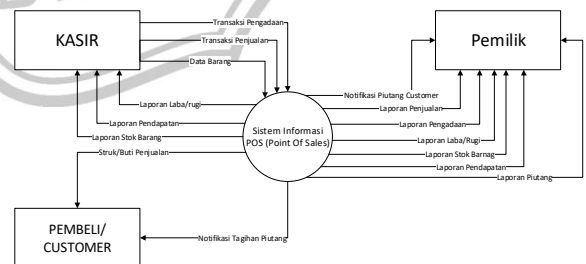 KASIR
Transaksi Pengadaan
Transaksi Penjualan
Data Barang
Pemilik
Notifikasi Piutang Customer
Laporan Penjualan
Laporan Laba/rugi
Laporan Pendapatan
Laporan Stok Barang
Struk/Buti Penjualan
Sistem Informasi
POS (Point Of Sales)
Laporan Pengadaan
Laporan Laba/Rugi
Laporan Stok Barnag
Laporan Pendapatan
Laporan Piutang
PEMBELI/
CUSTOMER
Notifikasi Tagihan Piutang